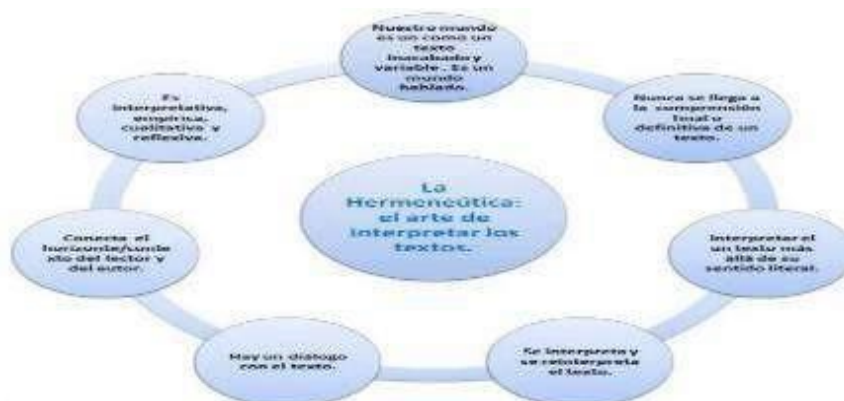 Nuestro mundo
es un como un
texto
inacabado y
variable. Es un
mundo
hablado.
Nunca se llega a
la comprensión
final o
definitiva de un
texto.
Interpretar el
un texto más
allá de su
sentido literal.
Se interpreta y
se reinterpreta
el texto.
Hay un diálogo
con el texto.
Conecta el
horizonte/conte
xto del lector y
del autor.
Es
interpretativa,
empírica,
cualitativa y
reflexiva.
La
Hermeneútica:
el arte de
interpretar los
textos.